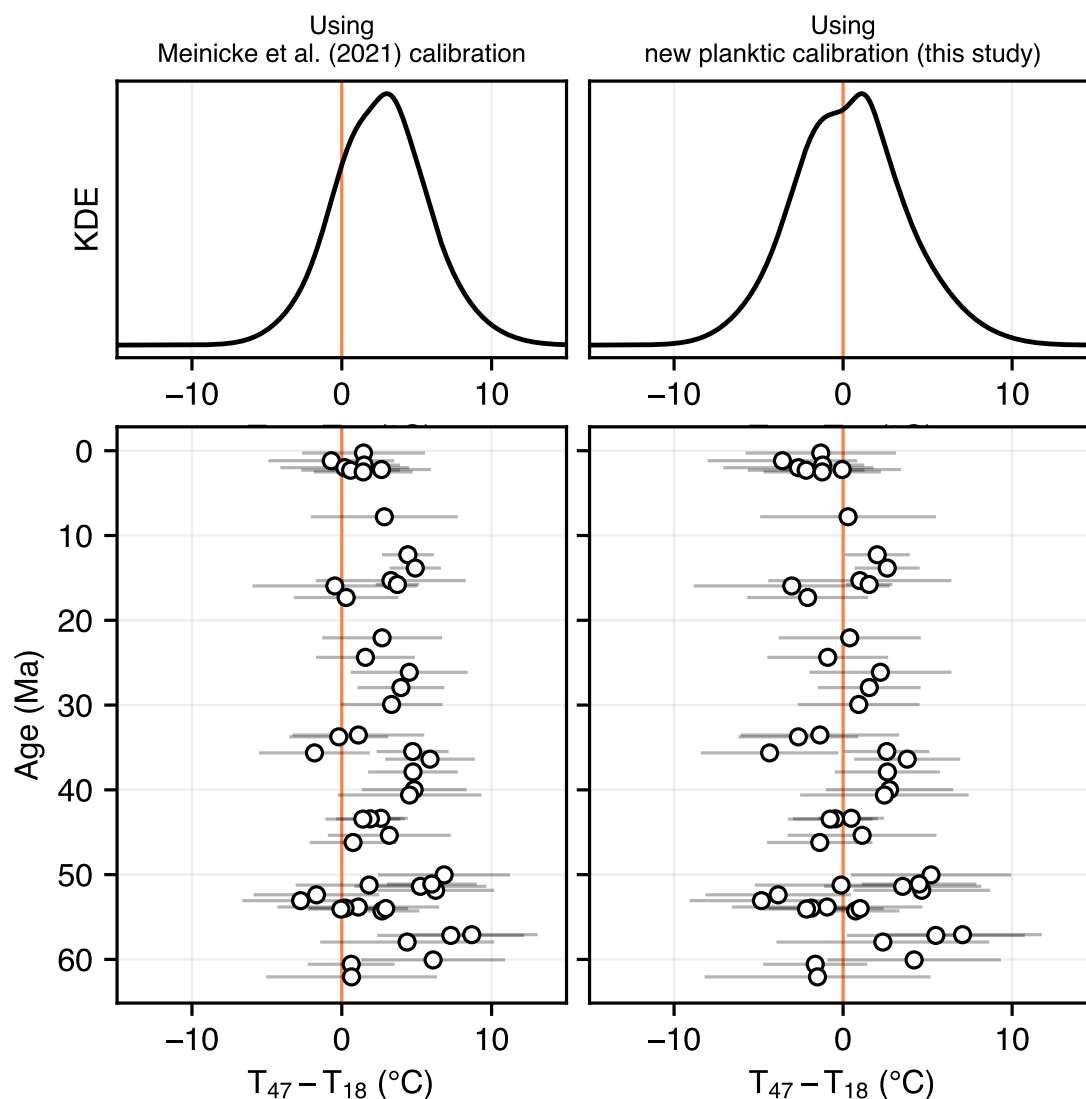 Using
Meinicke et al. (2021) calibration
Using
new planktic calibration (this study)
KDE
−10 0 10
−10 0 10
0
10
20
30
40
50
60
Age (Ma)
−10 0 10
−10 0 10
T47 − T18 (°C)
T47 − T18 (°C)